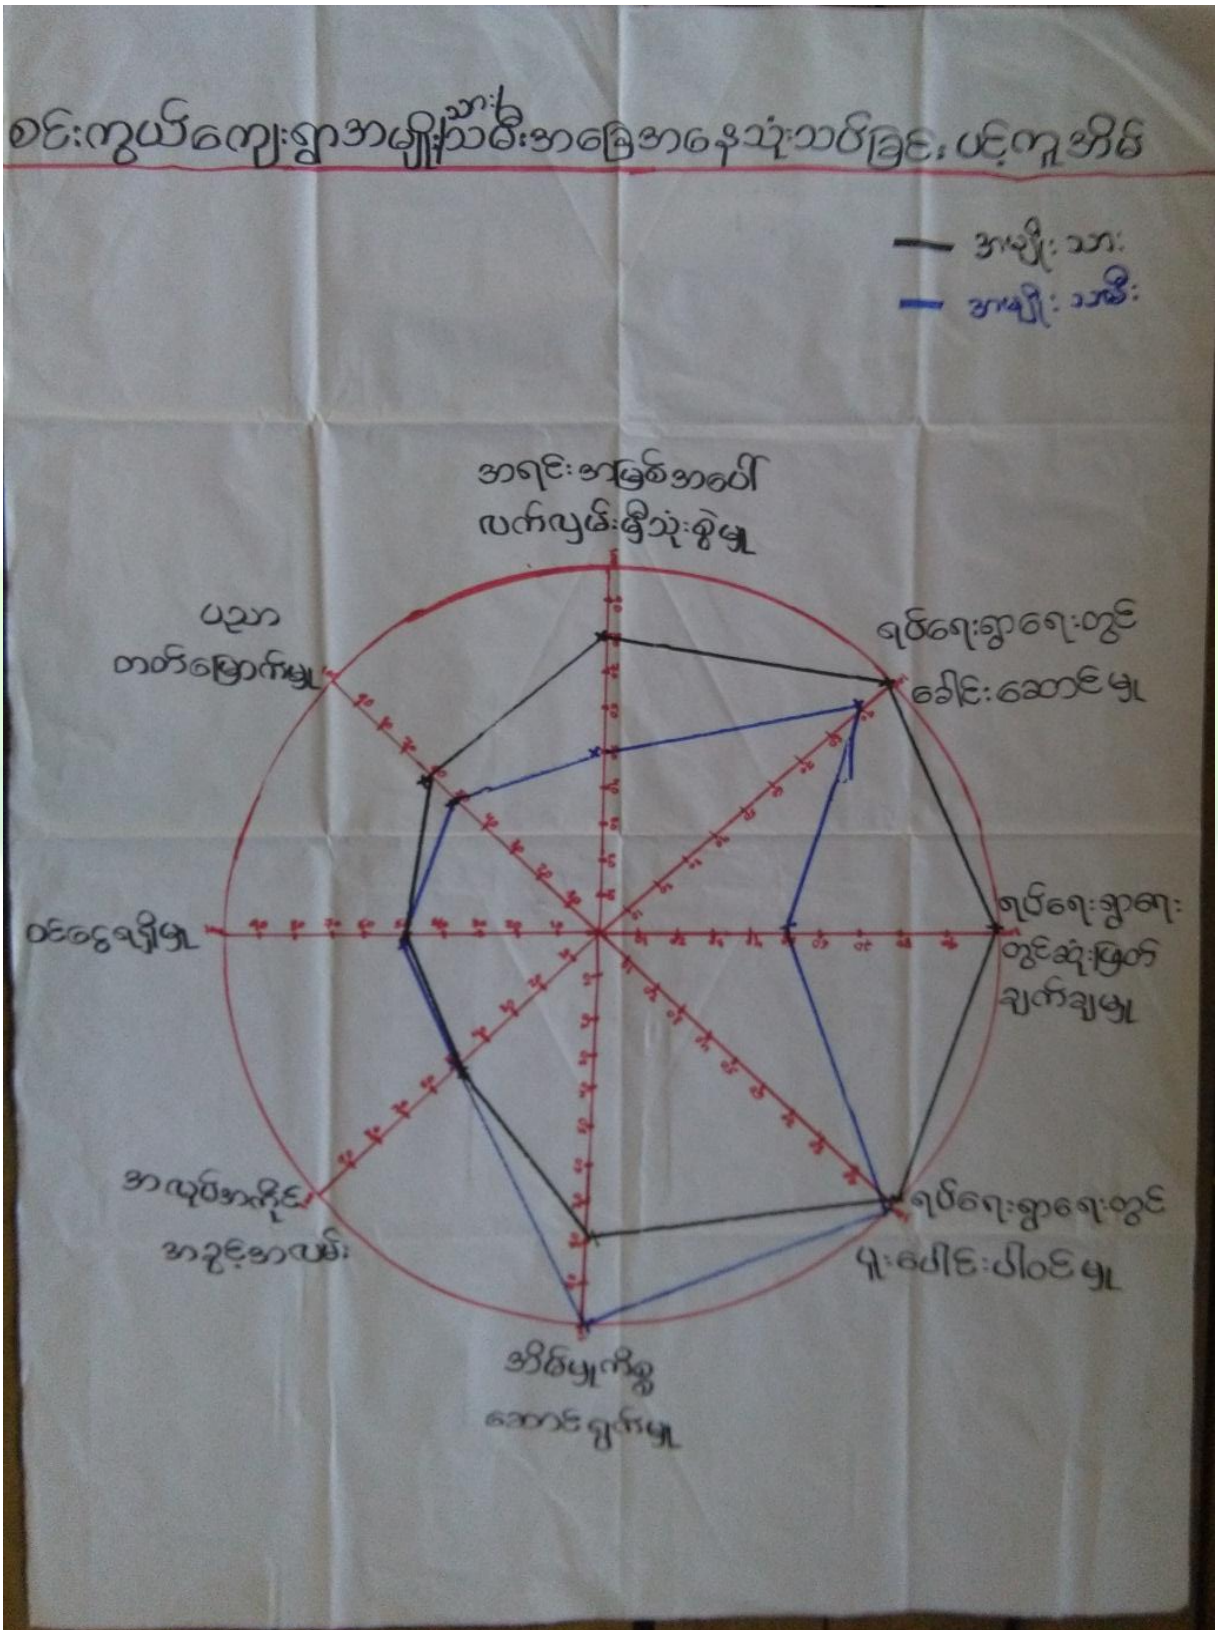 စင်းကွယ်ကျေးရွာအမျိုးသား/သမီးအခြေအနေသုံးသပ်ခြင်း ပင့်ကူအိမ်
အမျိုးသား
အမျိုးသမီး
အရင်းအမြစ်အပေါ်
လက်လှမ်းမှီသုံးစွဲမှု
ပညာ
တတ်မြောက်မှု
ရပ်ရေးရွာရေးတွင်
ခေါင်းဆောင်မှု
ဝင်ငွေရရှိမှု
ရပ်ရေးရွာရေး
တွင်ဆုံးဖြတ်
ချက်ချမှု
အလုပ်အကိုင်
အခွင့်အလမ်း
ရပ်ရေးရွာရေးတွင်
ပူးပေါင်းပါဝင်မှု
အိမ်မှုကိစ္စ
ဆောင်ရွက်မှု